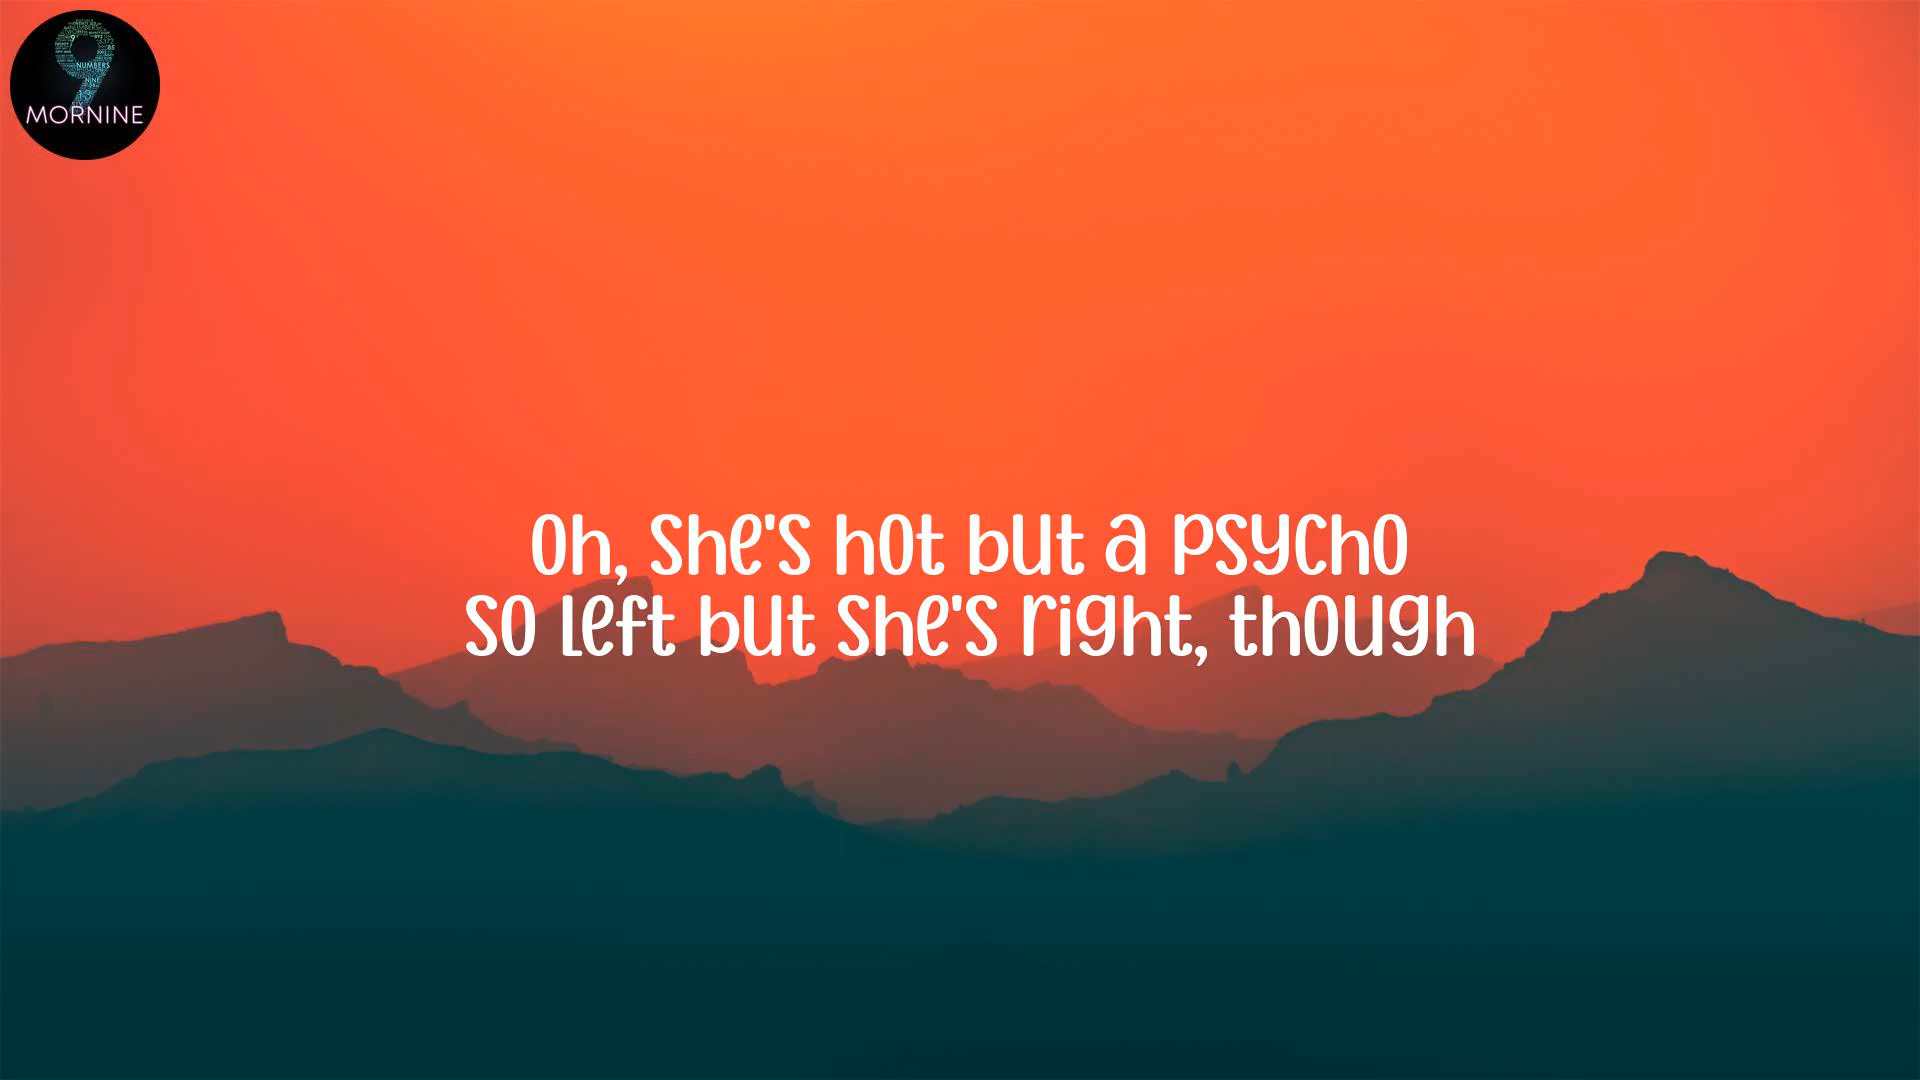 MORNINE
Oh, she's hot but a psycho
So left but she's right, though